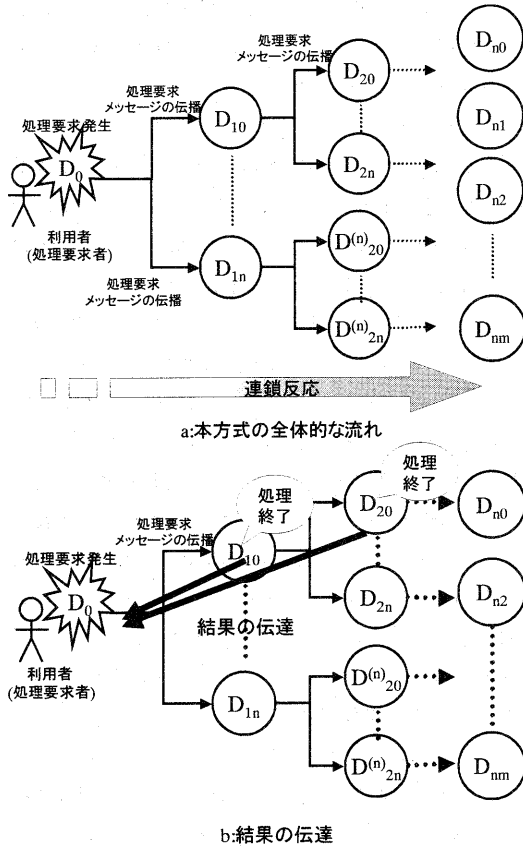 処理要求
メッセージの伝播
D20
Dn0
処理要求
メッセージの伝播
D10
Dn1
処理要求発生
D0
D2n
Dn2
利用者
(処理要求者)
D1n
D(n)20
処理要求
メッセージの伝播
D(n)2n
Dnm
連鎖反応
a:本方式の全体的な流れ
処理
終了
処理
終了
D20
Dn0
処理要求
メッセージの伝播
D10
処理要求発生
D0
D2n
Dn2
結果の伝達
利用者
(処理要求者)
D1n
D(n)20
D(n)2n
Dnm
b:結果の伝達